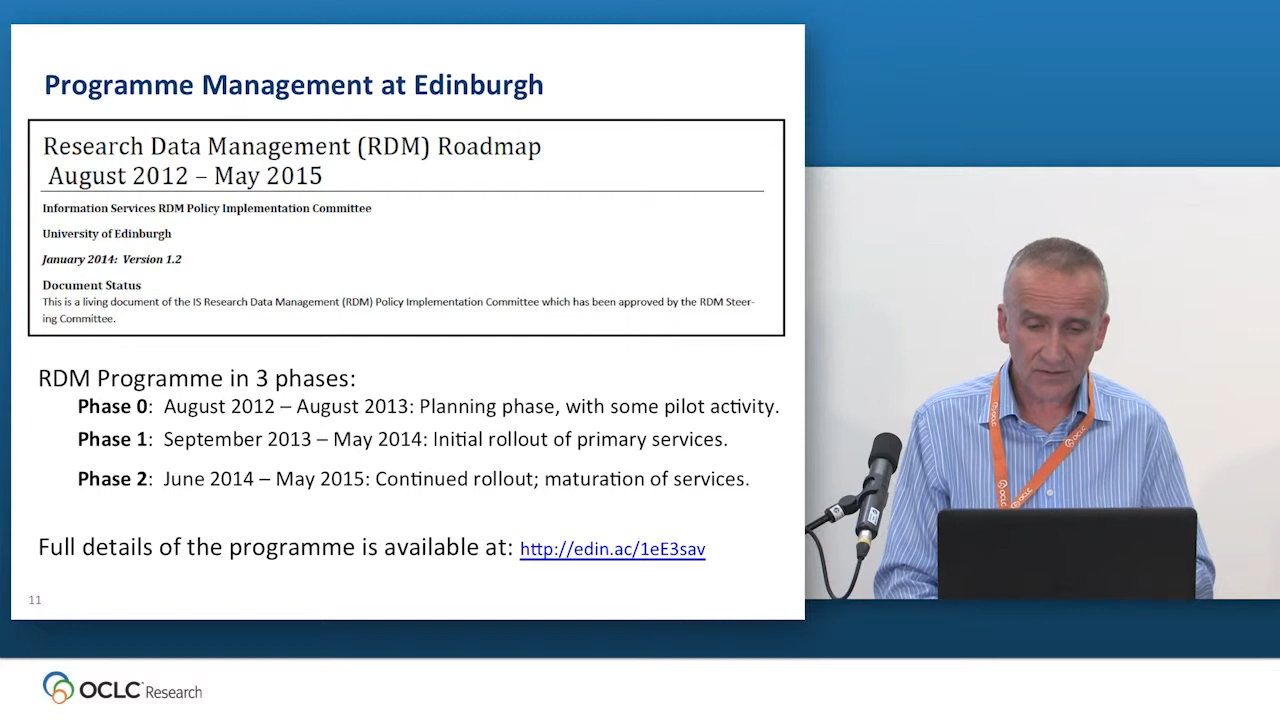 Programme Management at Edinburgh
Research Data Management (RDM) Roadmap
August 2012 – May 2015
Information Services RDM Policy Implementation Committee
University of Edinburgh
January 2014: Version 1.2
Document Status
This is a living document of the IS Research Data Management (RDM) Policy Implementation Committee which has been approved by the RDM Steer-
ing Committee.
RDM Programme in 3 phases:
Phase 0: August 2012 – August 2013: Planning phase, with some pilot activity.
Phase 1: September 2013 – May 2014: Initial rollout of primary services.
Phase 2: June 2014 – May 2015: Continued rollout; maturation of services.
Full details of the programme is available at: http://edin.ac/1eE3sav
11
OCLC
OCLC
OCLC
OCLC Research